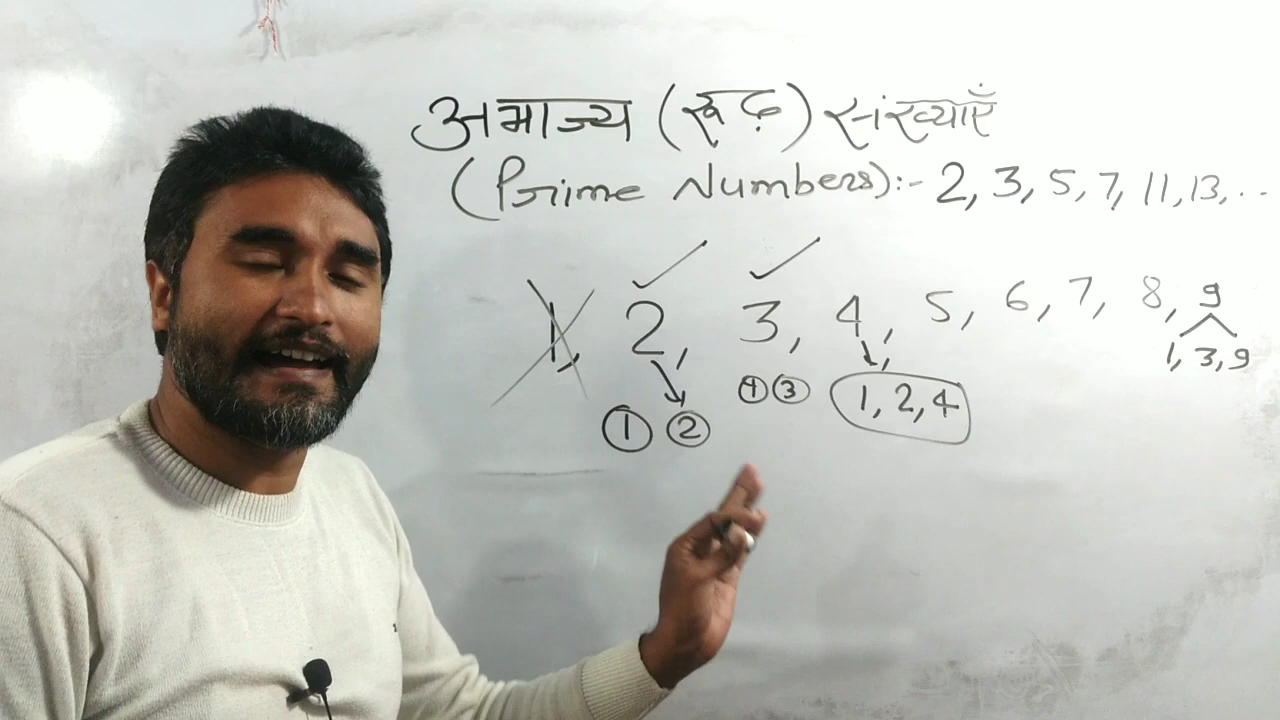 अभाज्य (रूढ़) संख्याएँ
(Prime Numbers):- 2, 3, 5, 7, 11, 13, ...
1, 2, 3, 4, 5, 6, 7, 8, 9
1, 3, 9
1 2 1 3 1, 2, 4